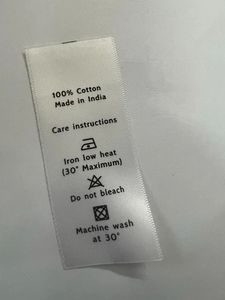 100% Cotton
Made in India
Care instructions
Iron low heat
(30° Maximum)
Do not bleach
Machine wash
at 30°